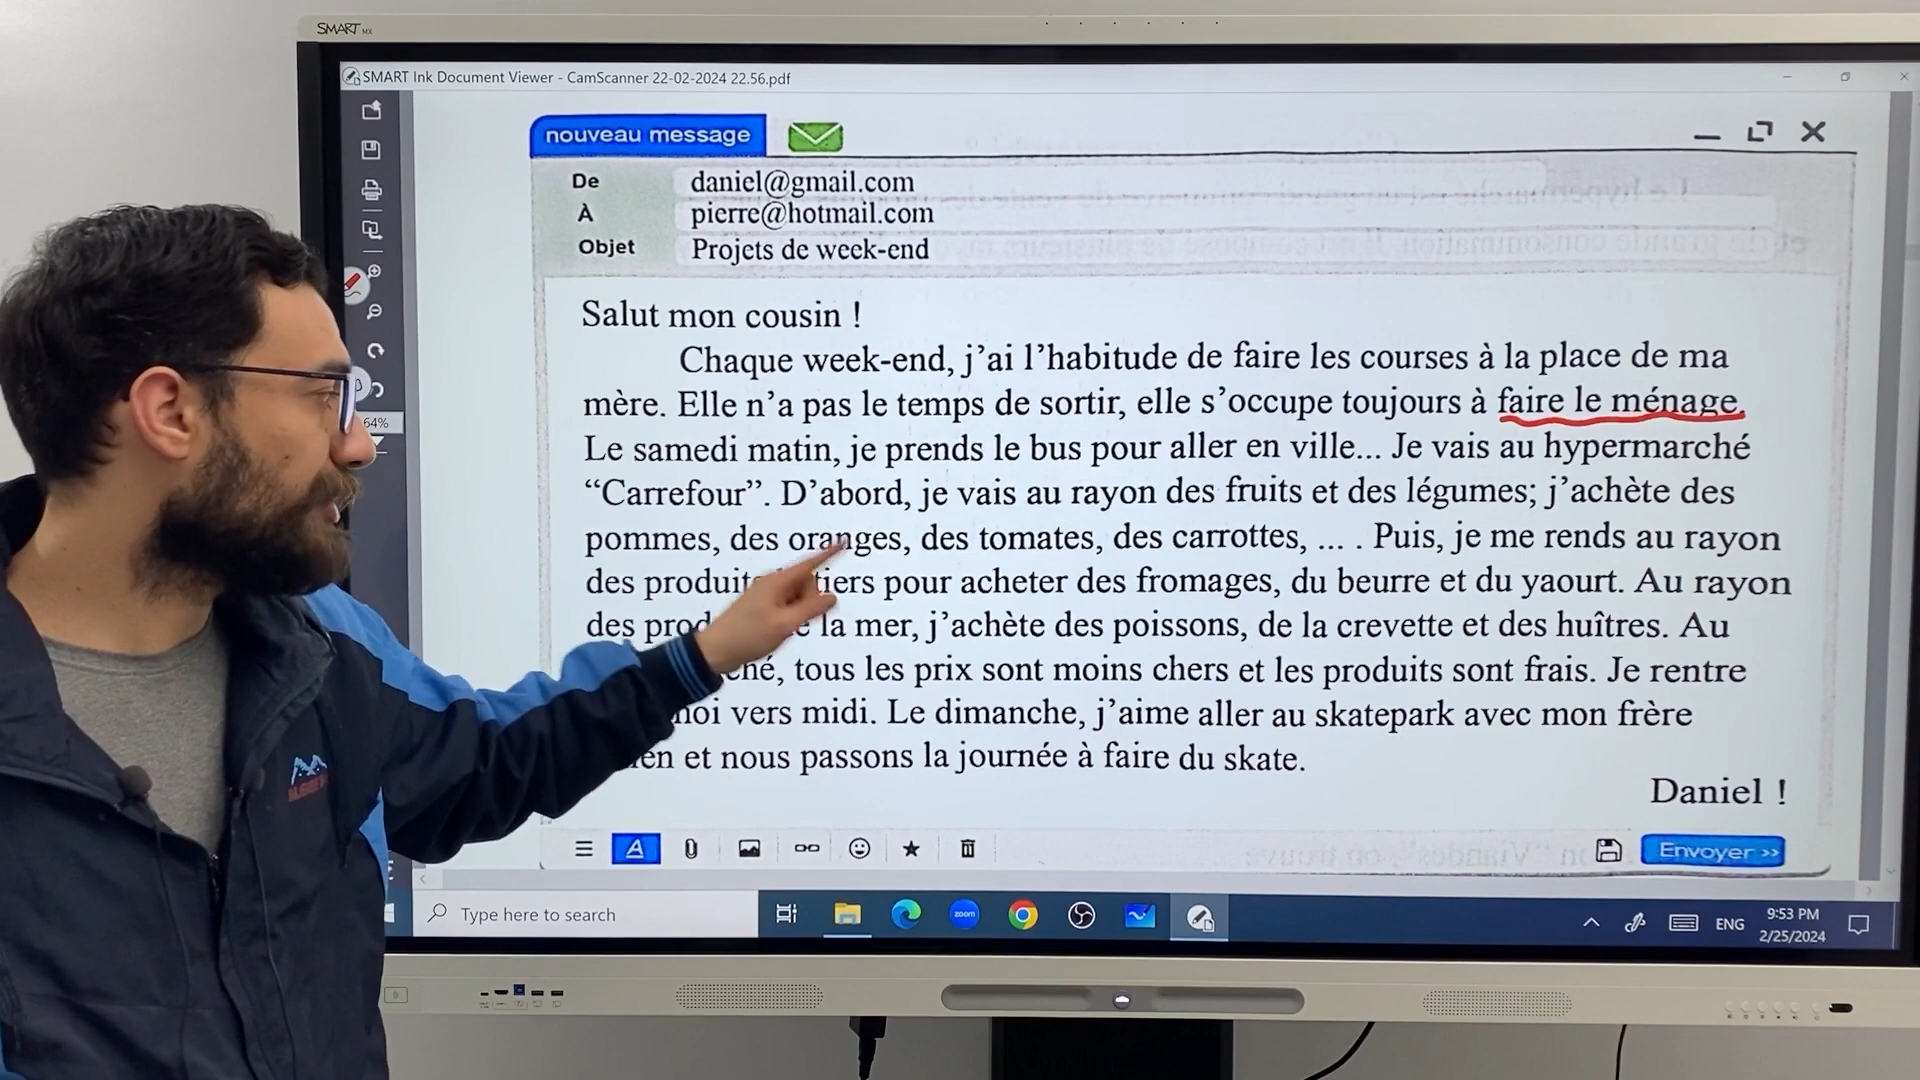 SMART MX
SMART Ink Document Viewer - CamScanner 22-02-2024 22.56.pdf
nouveau message
De daniel@gmail.com
À pierre@hotmail.com
Objet Projets de week-end
Salut mon cousin !
Chaque week-end, j’ai l’habitude de faire les courses à la place de ma
mère. Elle n’a pas le temps de sortir, elle s’occupe toujours à faire le ménage.
Le samedi matin, je prends le bus pour aller en ville... Je vais au hypermarché
“Carrefour”. D’abord, je vais au rayon des fruits et des légumes; j’achète des
pommes, des oranges, des tomates, des carrottes, ... . Puis, je me rends au rayon
des pour acheter des fromages, du beurre et du yaourt. Au rayon
des la mer, j’achète des poissons, de la crevette et des huîtres. Au
tous les prix sont moins chers et les produits sont frais. Je rentre
vers midi. Le dimanche, j’aime aller au skatepark avec mon frère
et nous passons la journée à faire du skate.
Daniel !
Envoyer >>
64%
Type here to search
zoom
ENG
9:53 PM
2/25/2024